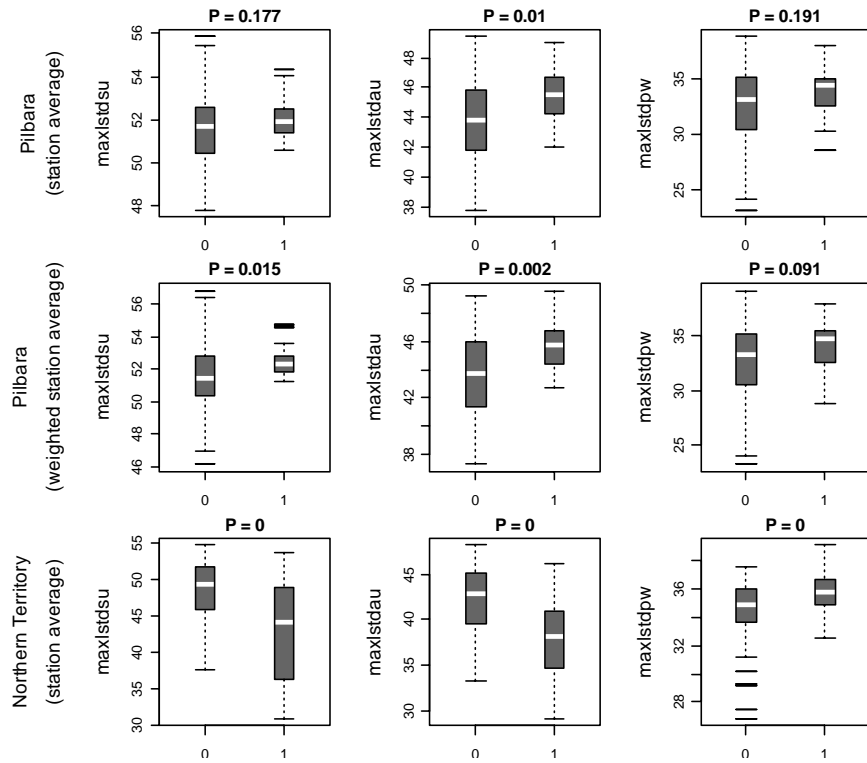 P = 0.177
P = 0.01
P = 0.191
Pilbara
(station average)
maxlstdsu
48 50 52 54 56
0 1
maxlstdau
38 40 42 44 46 48
0 1
maxlstdpw
25 30 35
0 1
P = 0.015
P = 0.002
P = 0.091
Pilbara
(weighted station average)
maxlstdsu
46 48 50 52 54 56
0 1
maxlstdau
38 42 46 50
0 1
maxlstdpw
25 30 35
0 1
P = 0
P = 0
P = 0
Northern Territory
(station average)
maxlstdsu
30 35 40 45 50 55
0 1
maxlstdau
30 35 40 45
0 1
maxlstdpw
28 32 36
0 1